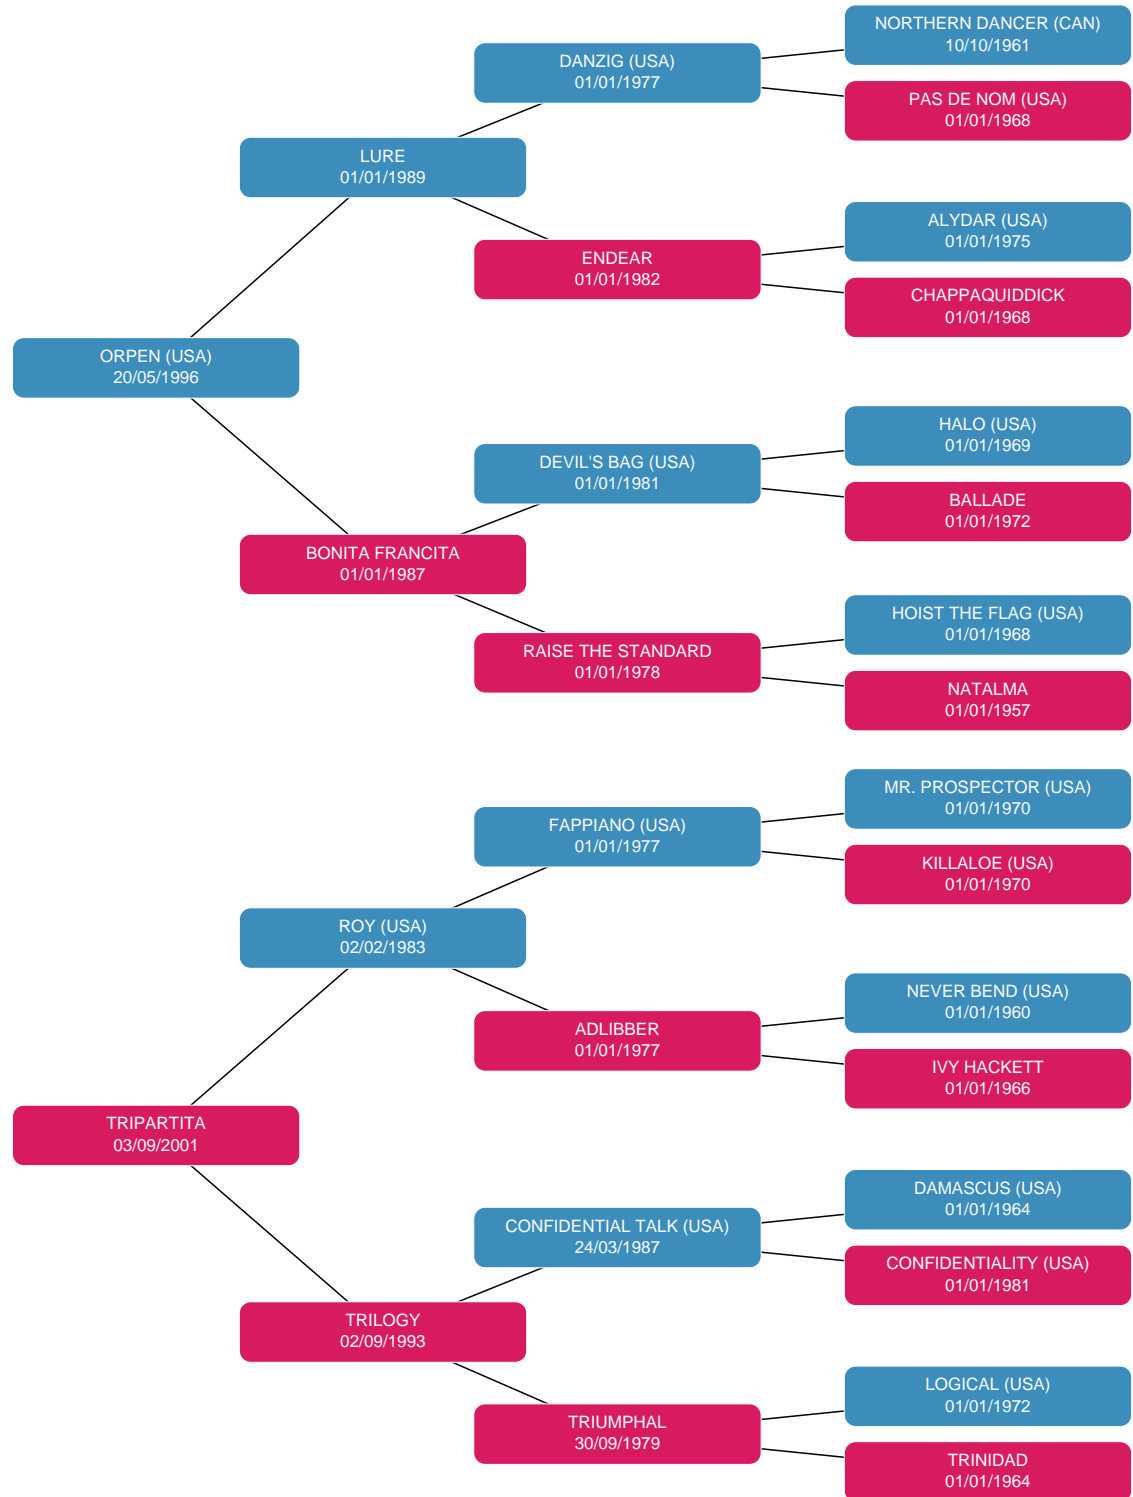 NORTHERN DANCER (CAN)
10/10/1961
DANZIG (USA)
01/01/1977
PAS DE NOM (USA)
01/01/1968
LURE
01/01/1989
ALYDAR (USA)
01/01/1975
ENDEAR
01/01/1982
CHAPPAQUIDDICK
01/01/1968
ORPEN (USA)
20/05/1996
HALO (USA)
01/01/1969
DEVIL'S BAG (USA)
01/01/1981
BALLADE
01/01/1972
BONITA FRANCITA
01/01/1987
HOIST THE FLAG (USA)
01/01/1968
RAISE THE STANDARD
01/01/1978
NATALMA
01/01/1957
MR. PROSPECTOR (USA)
01/01/1970
FAPPIANO (USA)
01/01/1977
KILLALOE (USA)
01/01/1970
ROY (USA)
02/02/1983
NEVER BEND (USA)
01/01/1960
ADLIBBER
01/01/1977
IVY HACKETT
01/01/1966
TRIPARTITA
03/09/2001
DAMASCUS (USA)
01/01/1964
CONFIDENTIAL TALK (USA)
24/03/1987
CONFIDENTIALITY (USA)
01/01/1981
TRILOGY
02/09/1993
LOGICAL (USA)
01/01/1972
TRIUMPHAL
30/09/1979
TRINIDAD
01/01/1964